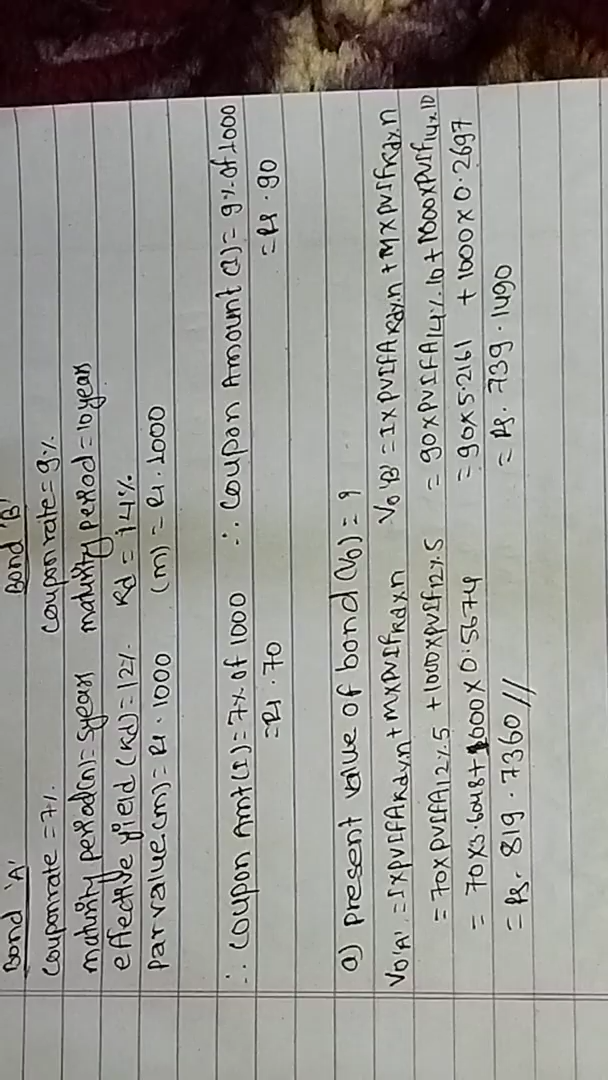 Bond 'A' Bond 'B'
Couponrate = 7% Coupon rate = 9%
maturity period(n) = 5years maturity period = 10 years
effective yield (Kd) = 12% Kd = 14%
par value (m) = Rs. 1000 (m) = Rs. 1000
∴ Coupon Amt (I) = 7% of 1000 ∴ Coupon Amount (I) = 9% of 1000
= Rs. 70 = Rs. 90
a) present value of bond (V0) = ?
V0'A' = I x PVIFA Kd%,n + M x PVIF Kd%n V0'B' = I x PVIFA Kd%,n + M x PVIF Kd%n
= 70 x PVIFA 12%,5 + 1000 x PVIF 12%,5 = 90 x PVIFA 14%,10 + 1000 x PVIF 14%,10
= 70 x 3.6048 + 1000 x 0.5674 = 90 x 5.2161 + 1000 x 0.2697
= Rs. 819.7360 // = Rs. 739.1490